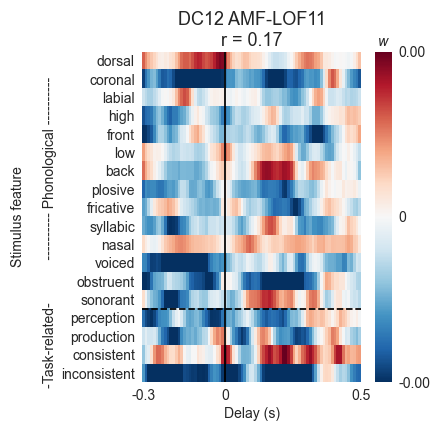 DC12 AMF-LOF11
r = 0.17
w
0.00
0
-0.00
Stimulus feature
---------- Phonological ----------
-Task-related-
dorsal
coronal
labial
high
front
low
back
plosive
fricative
syllabic
nasal
voiced
obstruent
sonorant
perception
production
consistent
inconsistent
-0.3
0
0.5
Delay (s)